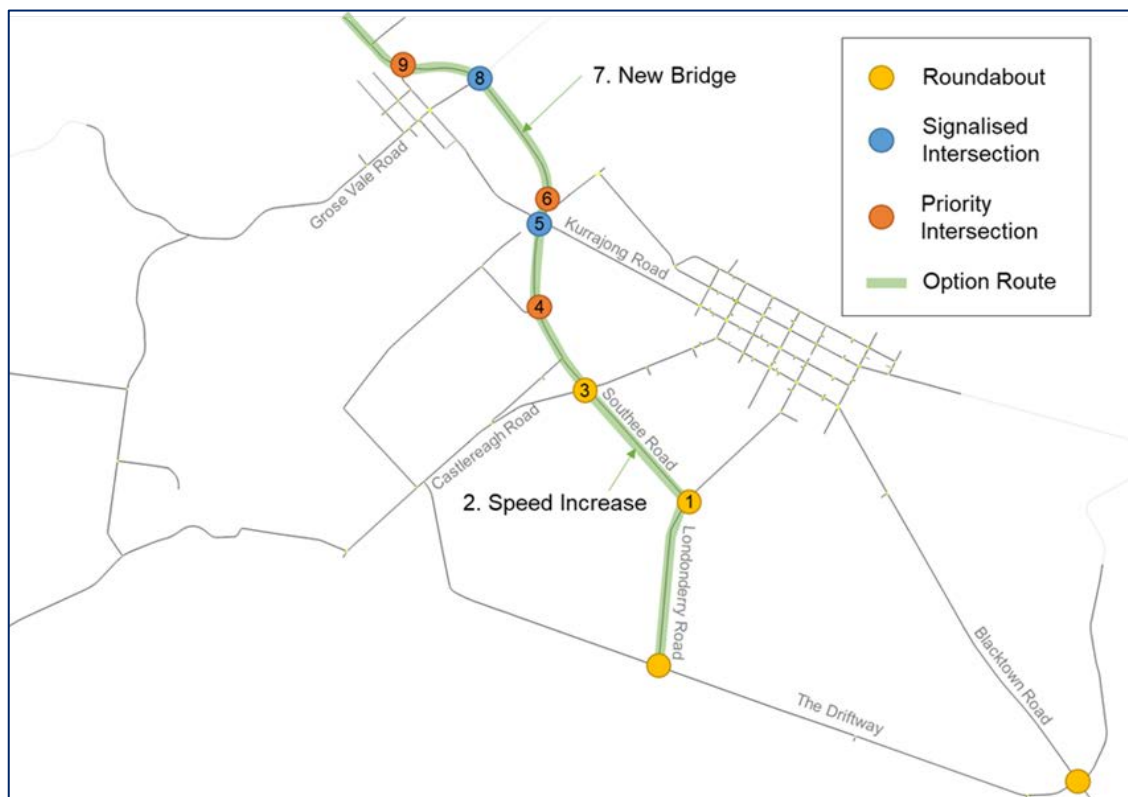 9
8
7. New Bridge
Grose Vale Road
6
5
Kurrajong Road
4
3
Southee Road
Castlereagh Road
2. Speed Increase
1
Londonderry Road
Blacktown Road
The Driftway
Roundabout
Signalised
Intersection
Priority
Intersection
Option Route